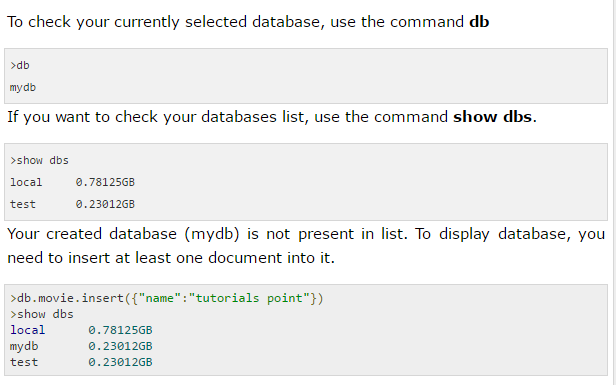 To check your currently selected database, use the command db
>db
mydb
If you want to check your databases list, use the command show dbs.
>show dbs
local 0.78125GB
test 0.23012GB
Your created database (mydb) is not present in list. To display database, you
need to insert at least one document into it.
>db.movie.insert({"name":"tutorials point"})
>show dbs
local 0.78125GB
mydb 0.23012GB
test 0.23012GB